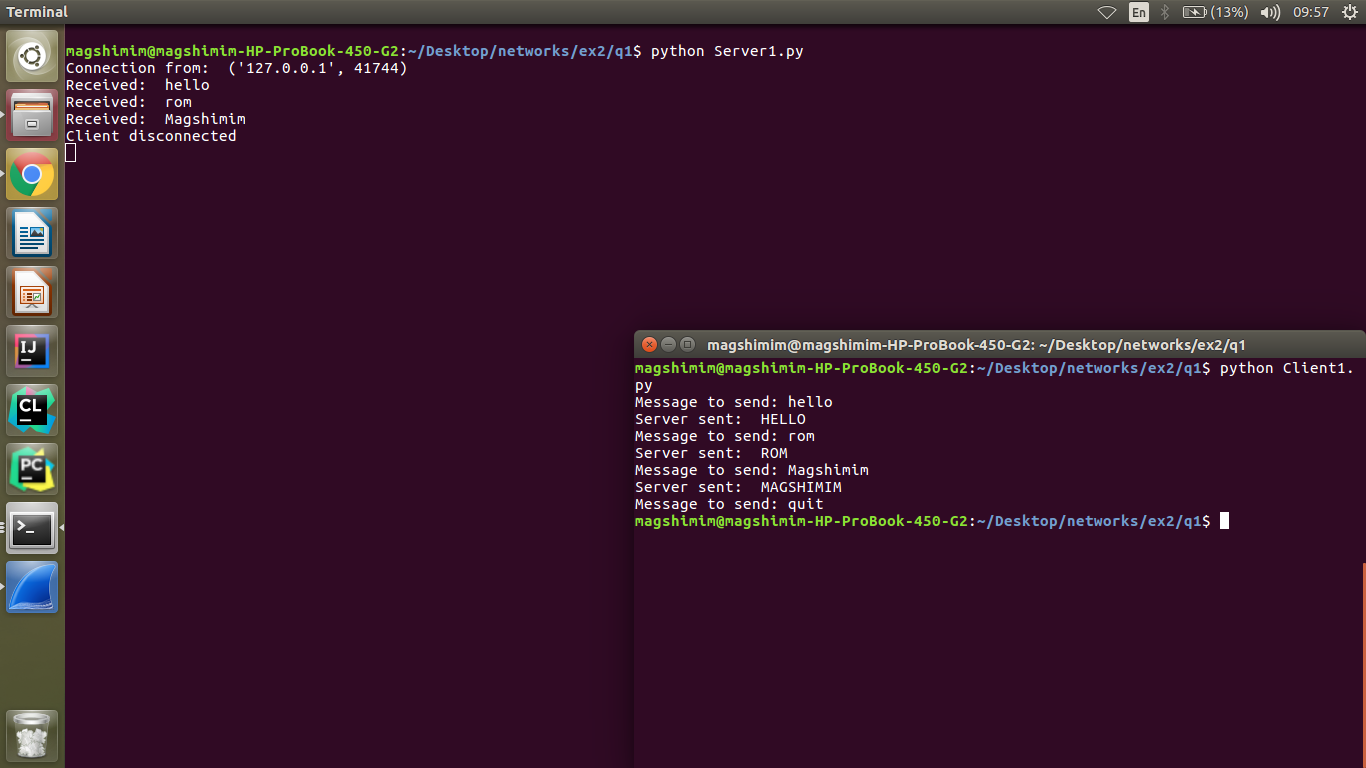 Terminal
En
(13%)
09:57
magshimim@magshimim-HP-ProBook-450-G2:~/Desktop/networks/ex2/q1$ python Server1.py
Connection from:  ('127.0.0.1', 41744)
Received:  hello
Received:  rom
Received:  Magshimim
Client disconnected
IJ
CL
PC
>_
magshimim@magshimim-HP-ProBook-450-G2: ~/Desktop/networks/ex2/q1
magshimim@magshimim-HP-ProBook-450-G2:~/Desktop/networks/ex2/q1$ python Client1.
py
Message to send: hello
Server sent:  HELLO
Message to send: rom
Server sent:  ROM
Message to send: Magshimim
Server sent:  MAGSHIMIM
Message to send: quit
magshimim@magshimim-HP-ProBook-450-G2:~/Desktop/networks/ex2/q1$